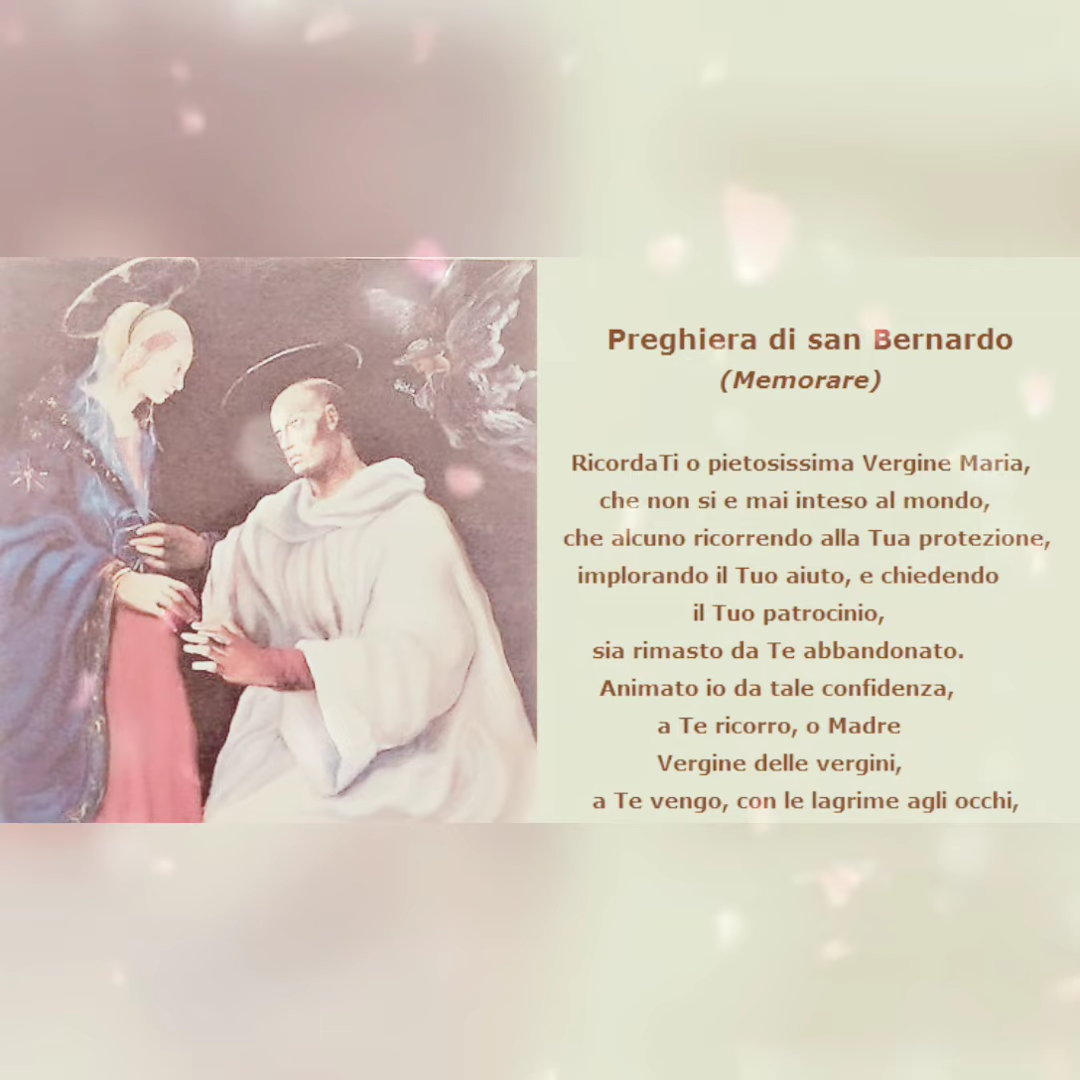 Preghiera di san Bernardo
(Memorare)
RicordaTi o pietosissima Vergine Maria,
che non si e mai inteso al mondo,
che alcuno ricorrendo alla Tua protezione,
implorando il Tuo aiuto, e chiedendo
il Tuo patrocinio,
sia rimasto da Te abbandonato.
Animato io da tale confidenza,
a Te ricorro, o Madre
Vergine delle vergini,
a Te vengo, con le lagrime agli occhi,